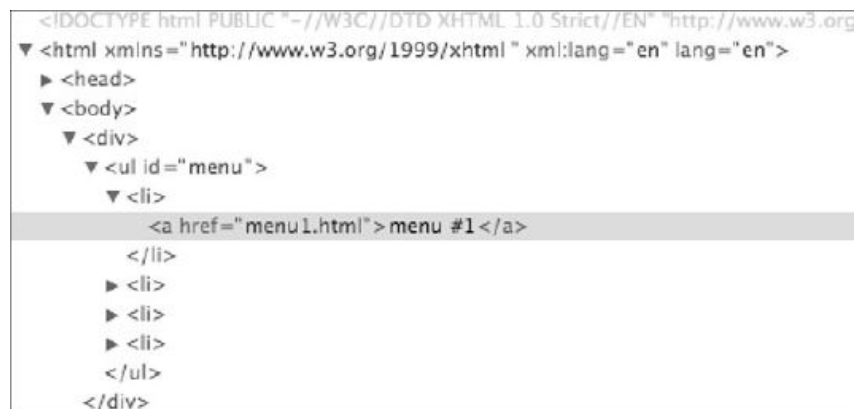 <!DOCTYPE html PUBLIC "-//W3C//DTD XHTML 1.0 Strict//EN" "http://www.w3.org
<html xmlns="http://www.w3.org/1999/xhtml " xml:lang="en" lang="en">
<head>
<body>
<div>
<ul id="menu">
<li>
<a href="menu1.html">menu #1</a>
</li>
<li>
<li>
<li>
</ul>
</div>